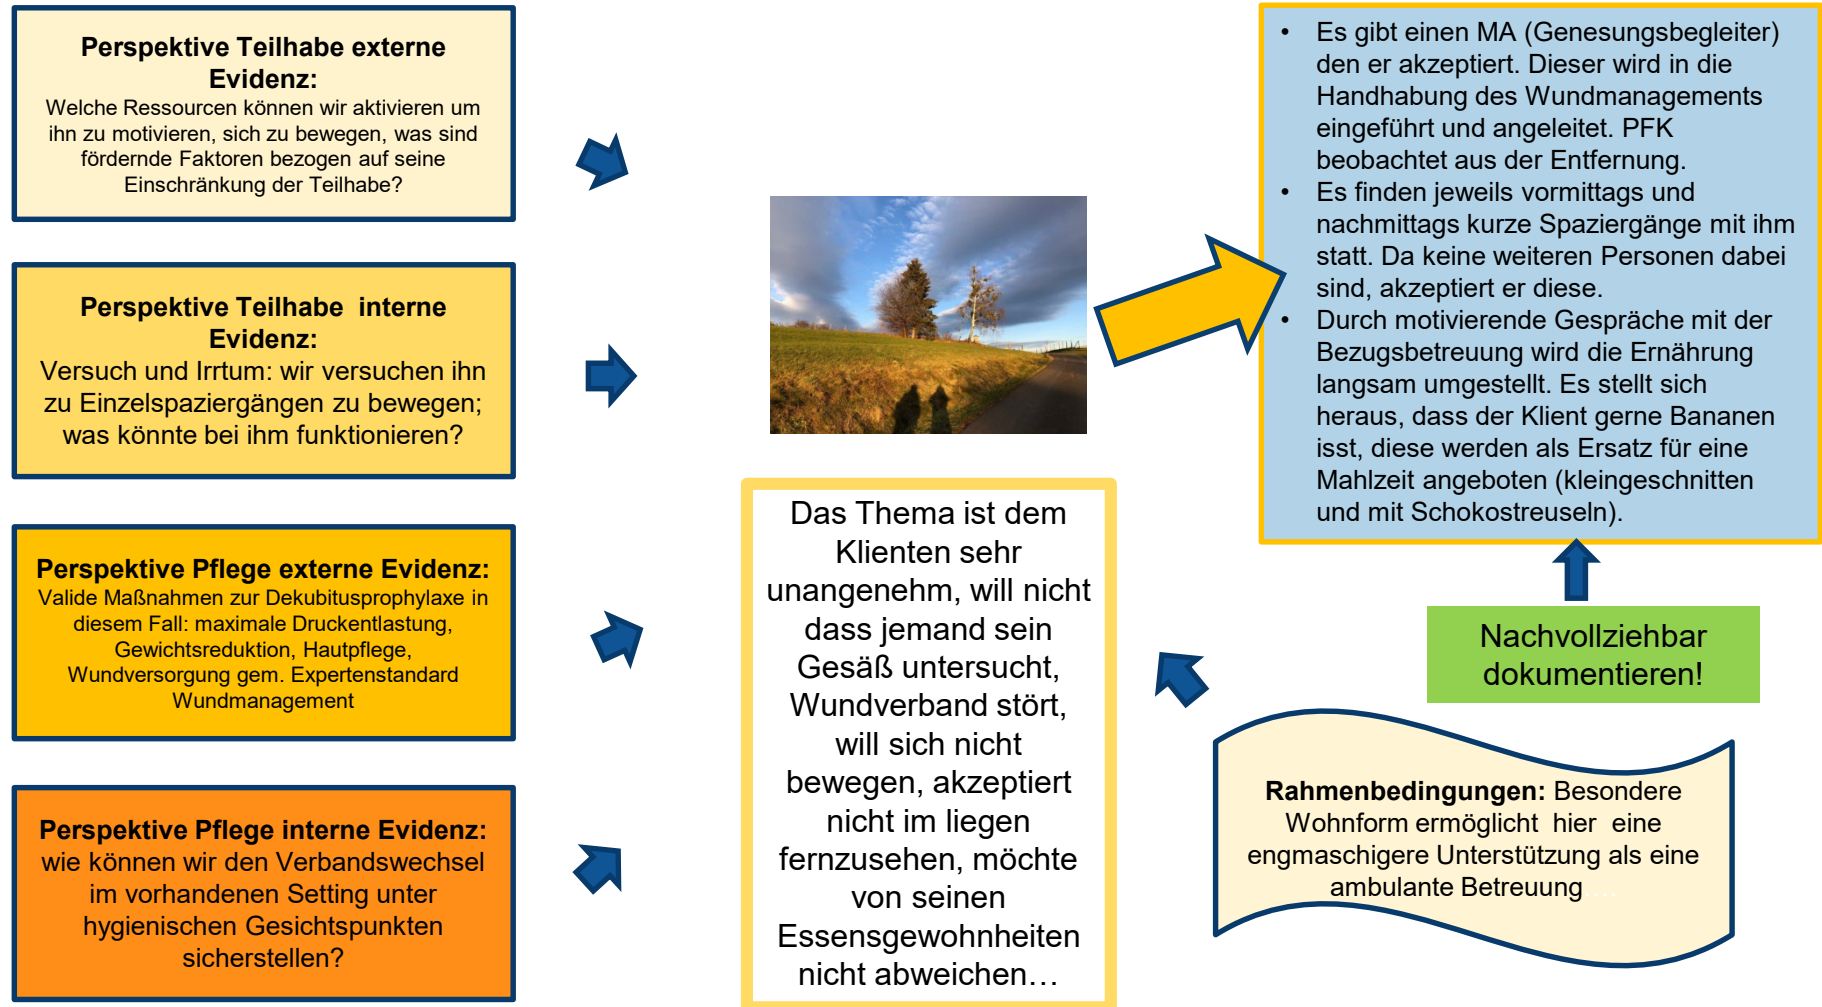 Perspektive Teilhabe externe
Evidenz:
Welche Ressourcen können wir aktivieren um
ihn zu motivieren, sich zu bewegen, was sind
fördernde Faktoren bezogen auf seine
Einschränkung der Teilhabe?
Perspektive Teilhabe interne
Evidenz:
Versuch und Irrtum: wir versuchen ihn
zu Einzelspaziergängen zu bewegen;
was könnte bei ihm funktionieren?
Perspektive Pflege externe Evidenz:
Valide Maßnahmen zur Dekubitusprophylaxe in
diesem Fall: maximale Druckentlastung,
Gewichtsreduktion, Hautpflege,
Wundversorgung gem. Expertenstandard
Wundmanagement
Perspektive Pflege interne Evidenz:
wie können wir den Verbandswechsel
im vorhandenen Setting unter
hygienischen Gesichtspunkten
sicherstellen?
Das Thema ist dem
Klienten sehr
unangenehm, will nicht
dass jemand sein
Gesäß untersucht,
Wundverband stört,
will sich nicht
bewegen, akzeptiert
nicht im liegen
fernzusehen, möchte
von seinen
Essensgewohnheiten
nicht abweichen…
• Es gibt einen MA (Genesungsbegleiter)
den er akzeptiert. Dieser wird in die
Handhabung des Wundmanagements
eingeführt und angeleitet. PFK
beobachtet aus der Entfernung.
• Es finden jeweils vormittags und
nachmittags kurze Spaziergänge mit ihm
statt. Da keine weiteren Personen dabei
sind, akzeptiert er diese.
• Durch motivierende Gespräche mit der
Bezugsbetreuung wird die Ernährung
langsam umgestellt. Es stellt sich
heraus, dass der Klient gerne Bananen
isst, diese werden als Ersatz für eine
Mahlzeit angeboten (kleingeschnitten
und mit Schokostreuseln).
Nachvollziehbar
dokumentieren!
Rahmenbedingungen: Besondere
Wohnform ermöglicht hier eine
engmaschigere Unterstützung als eine
ambulante Betreuung….